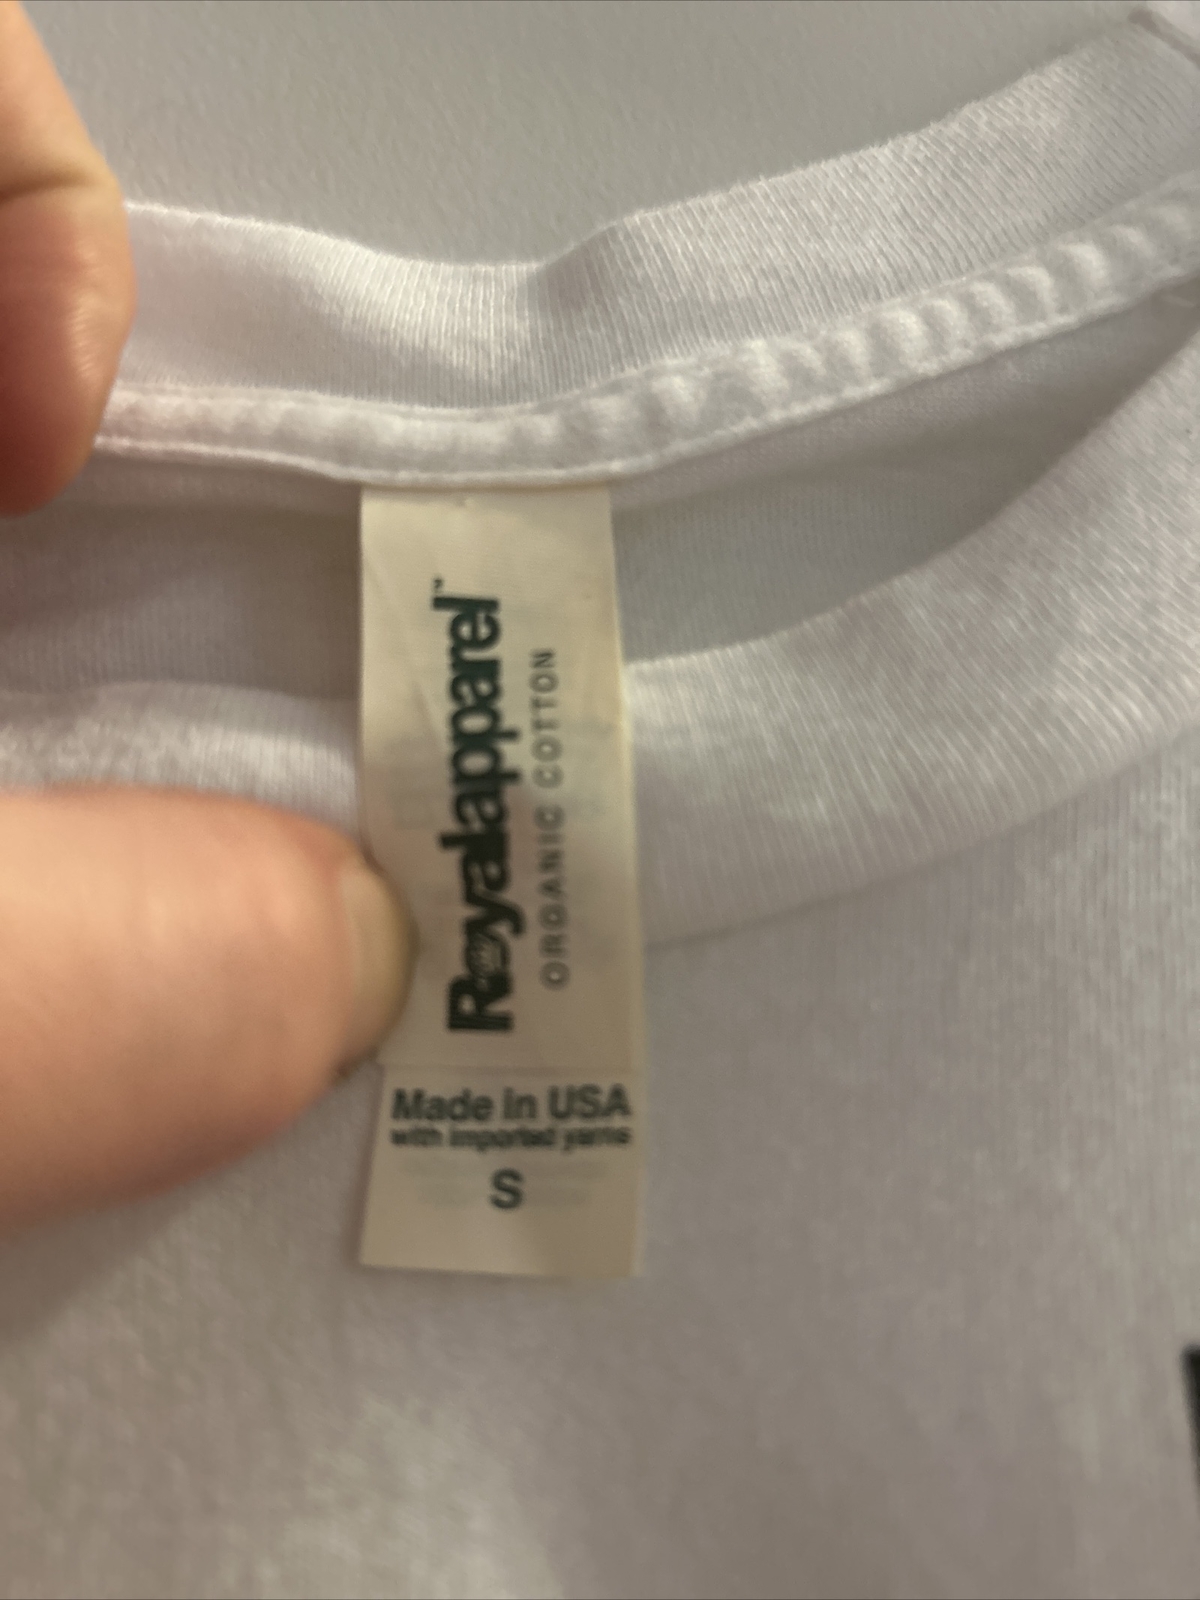 Royalapparel™
ORGANIC COTTON
Made in USA
with imported yarns
S